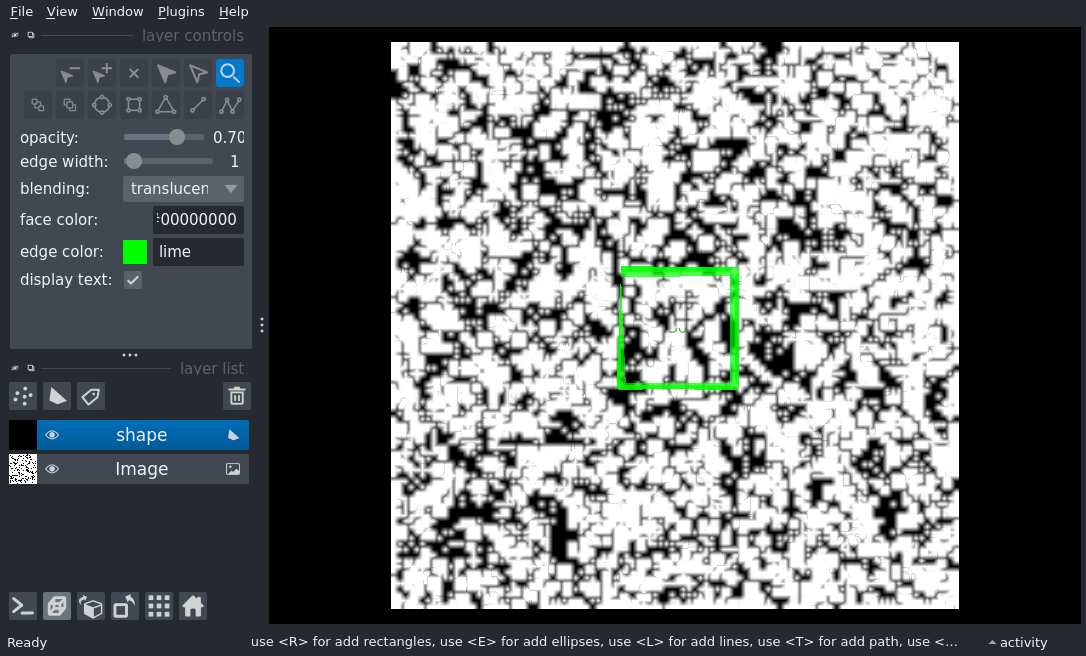 File View Window Plugins Help
layer controls
opacity: 0.70
edge width: 1
blending: translucen
face color: 00000000
edge color: lime
display text:
layer list
shape
Image
Ready use <R> for add rectangles, use <E> for add ellipses, use <L> for add lines, use <T> for add path, use <... activity